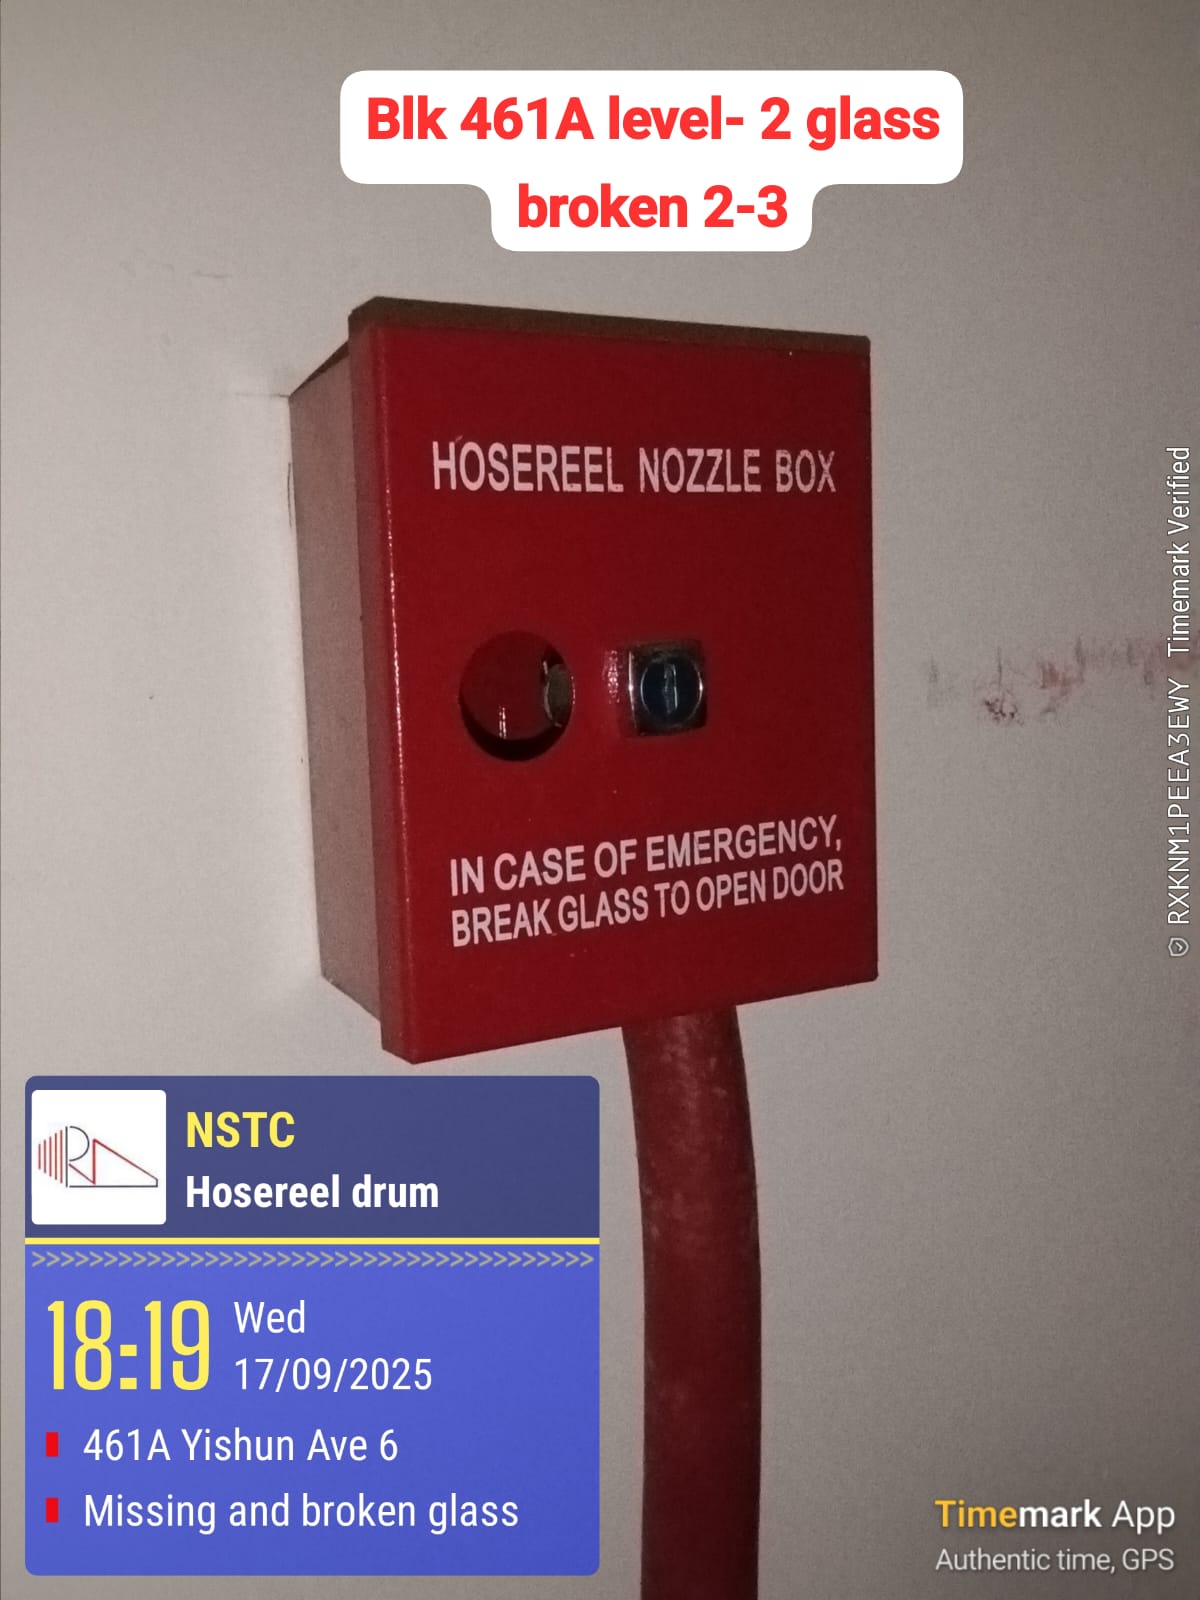 Blk 461A level- 2 glass
broken 2-3
HOSEREEL NOZZLE BOX
IN CASE OF EMERGENCY,
BREAK GLASS TO OPEN DOOR
NSTC
Hosereel drum
>>>>>>>>>>>>>>>>>>>>>>>>>>>>>>>>>>>>>>>
18:19
Wed
17/09/2025
461A Yishun Ave 6
Missing and broken glass
Timemark App
Authentic time, GPS
RXKNM1PEEA3EWY Timemark Verified